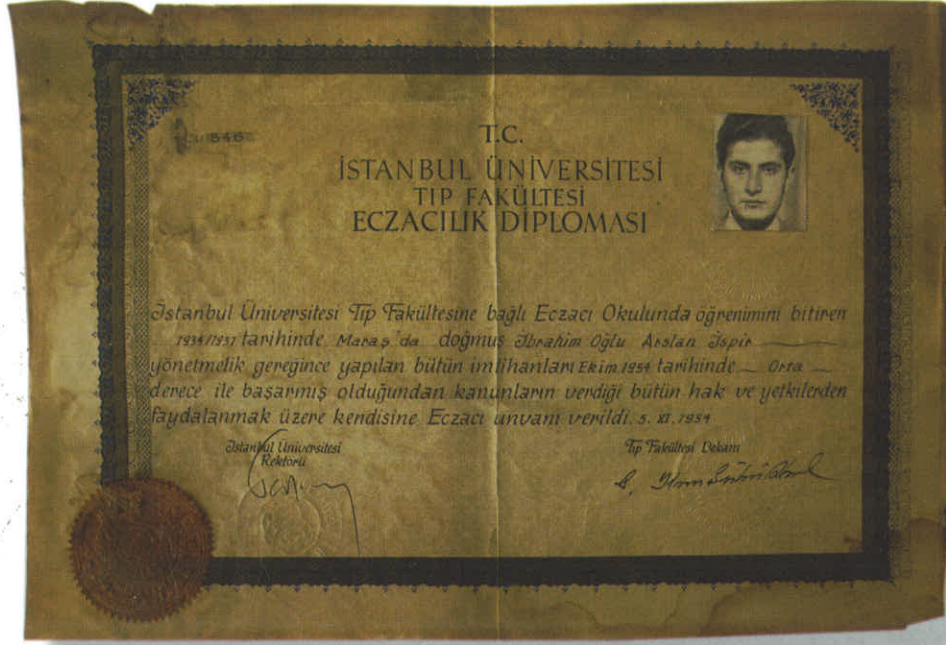 546
T.C.
İSTANBUL ÜNİVERSİTESİ
TIP FAKÜLTESİ
ECZACILIK DİPLOMASI
İstanbul Üniversitesi Tıp Fakültesine bağlı Eczacı Okulunda öğrenimini bitiren
tarihinde Maraş'da doğmuş İbrahim Oğlu Arslan İspir
yönetmelik gereğince yapılan bütün imtihanları Ekim 1954 tarihinde Orta
derece ile başarmış olduğundan kanunların verdiği bütün hak ve yetkilerden
faydalanmak üzere kendisine Eczacı unvanı verildi. 5. XI. 1954
İstanbul Üniversitesi
Rektörü
Tıp Fakültesi Dekanı